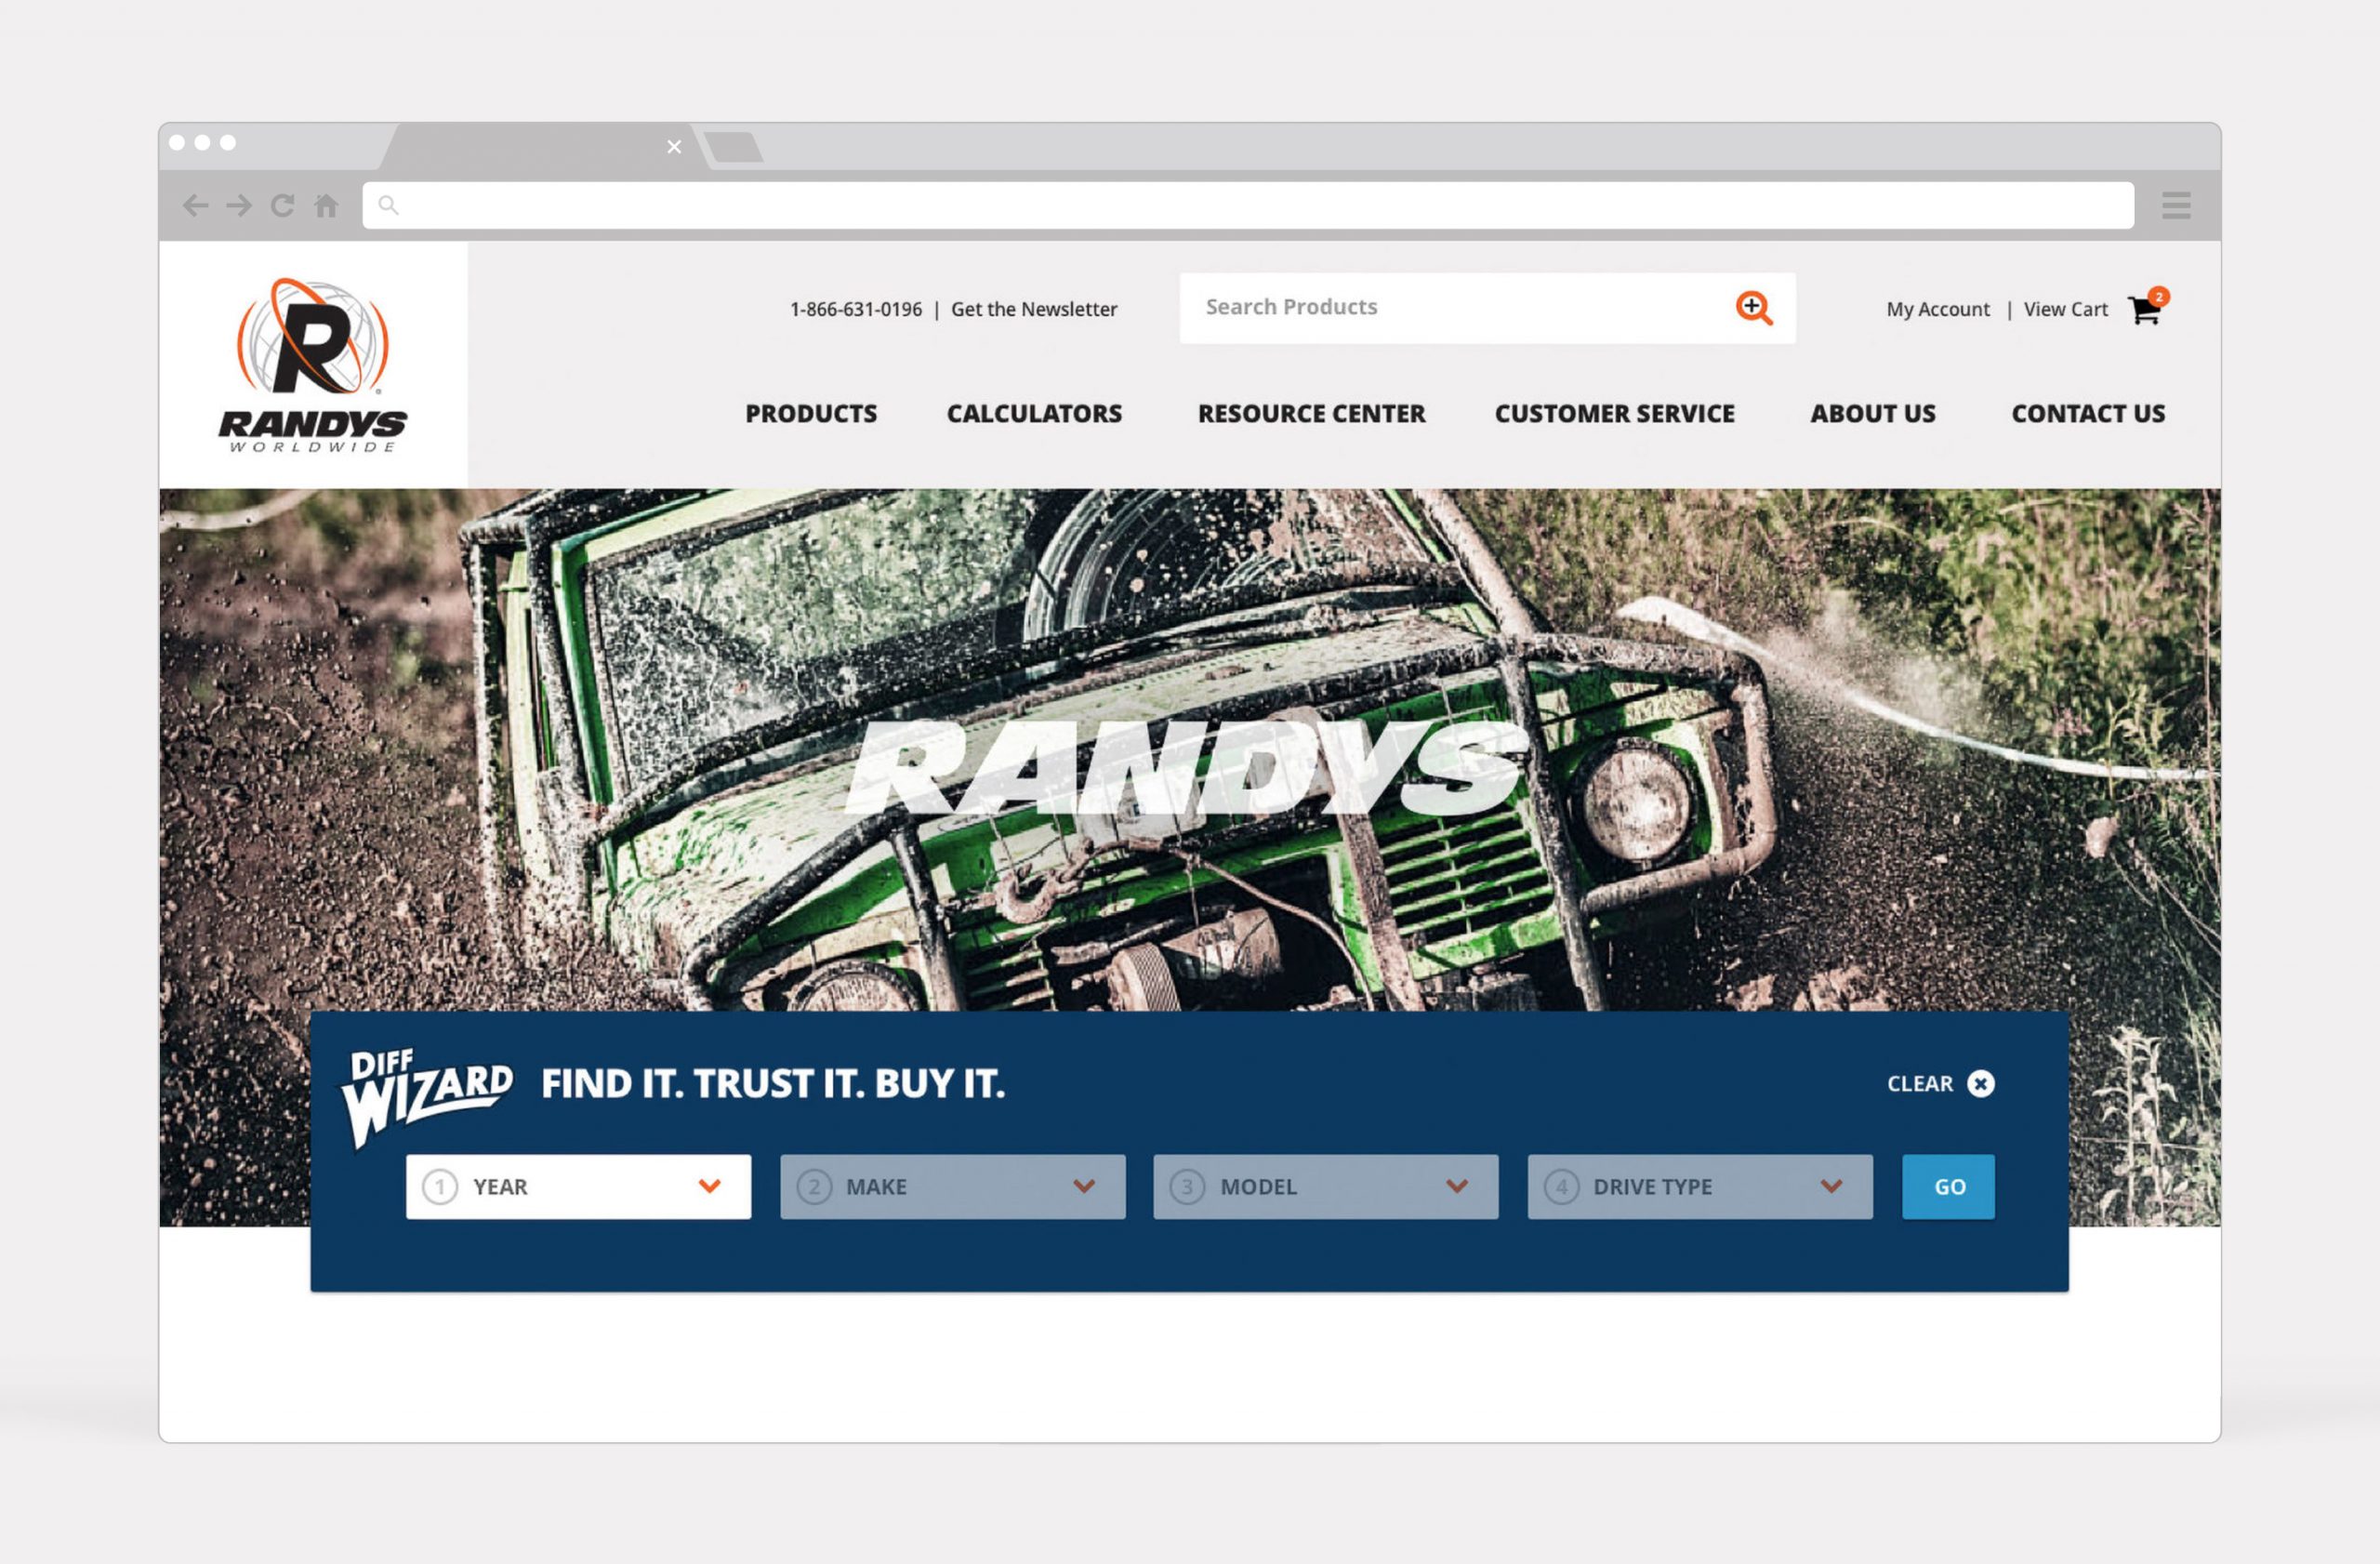 R
RANDYS
WORLDWIDE
1-866-631-0196 | Get the Newsletter
Search Products
My Account | View Cart
2
PRODUCTS CALCULATORS RESOURCE CENTER CUSTOMER SERVICE ABOUT US CONTACT US
RANDYS
DIFF WIZARD
FIND IT. TRUST IT. BUY IT.
CLEAR
1 YEAR
2 MAKE
3 MODEL
4 DRIVE TYPE
GO